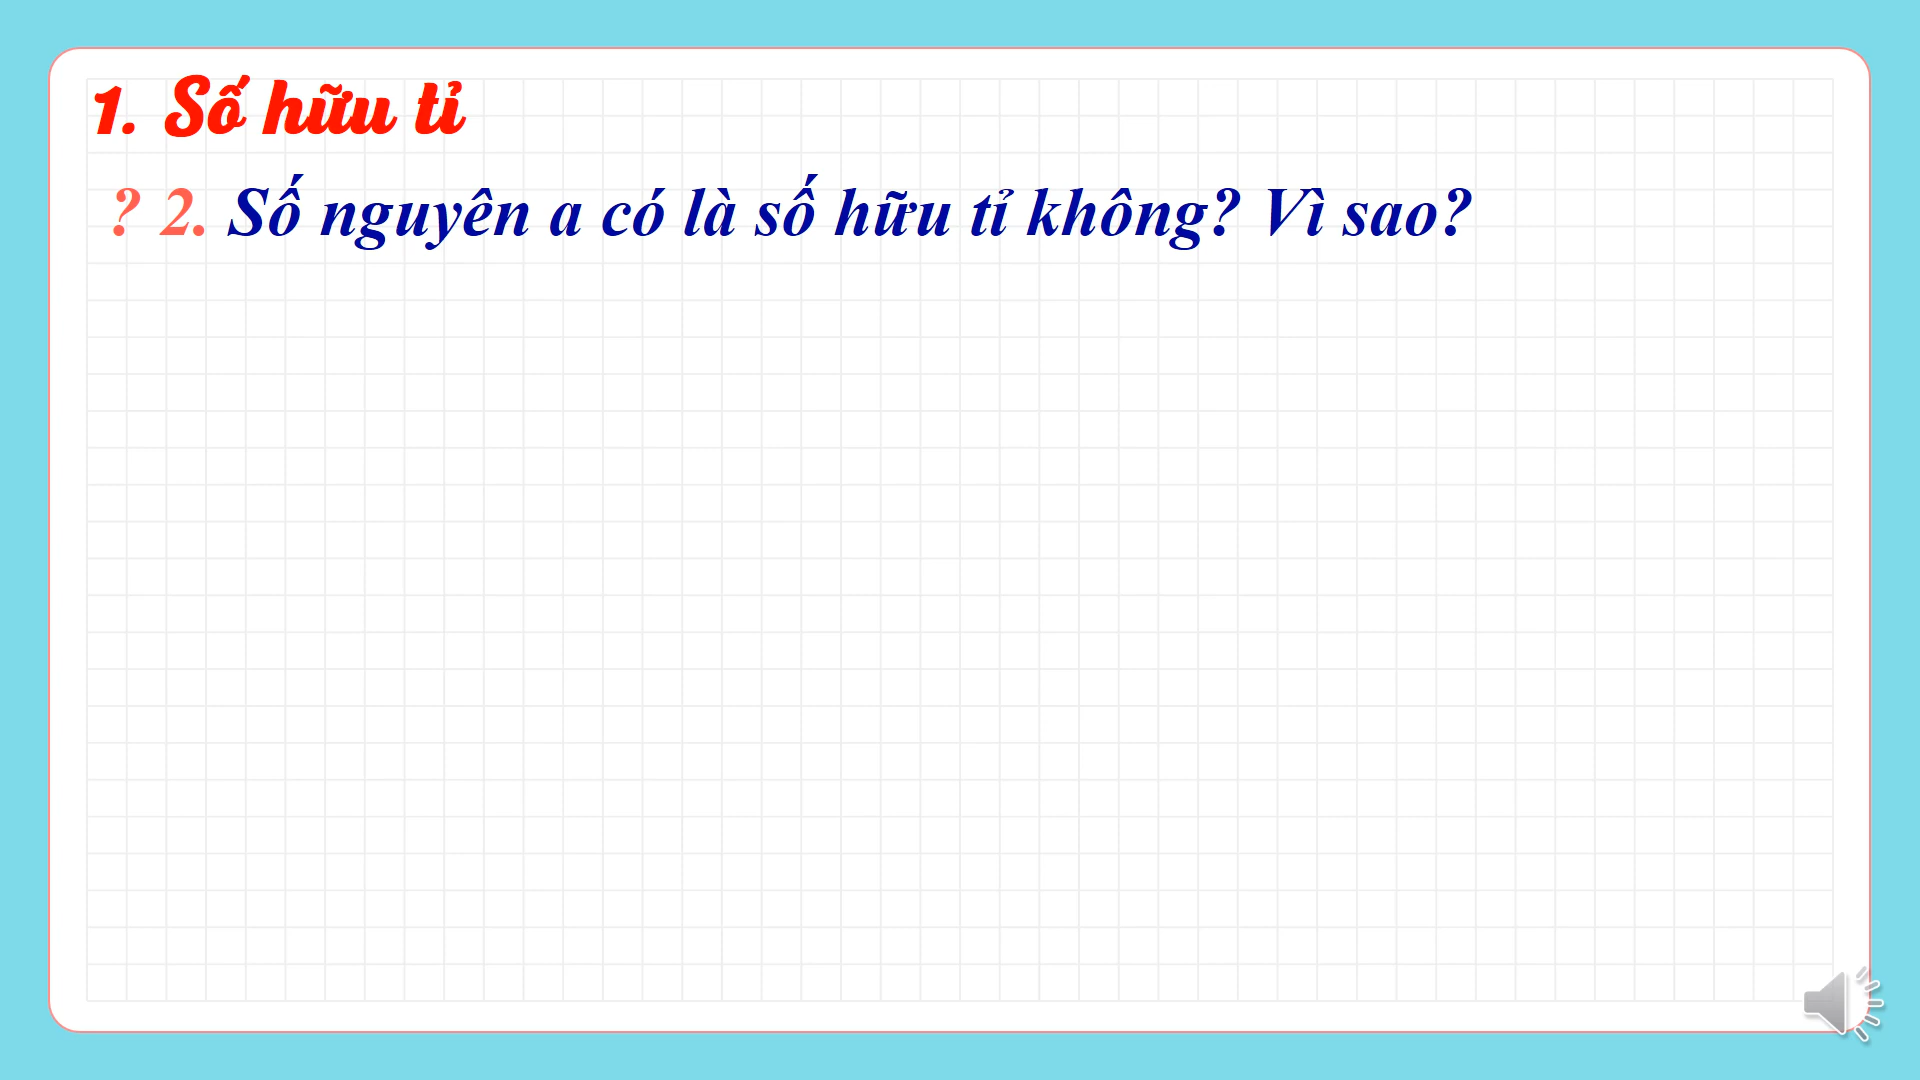 1. Số hữu tỉ
? 2. Số nguyên a có là số hữu tỉ không? Vì sao?